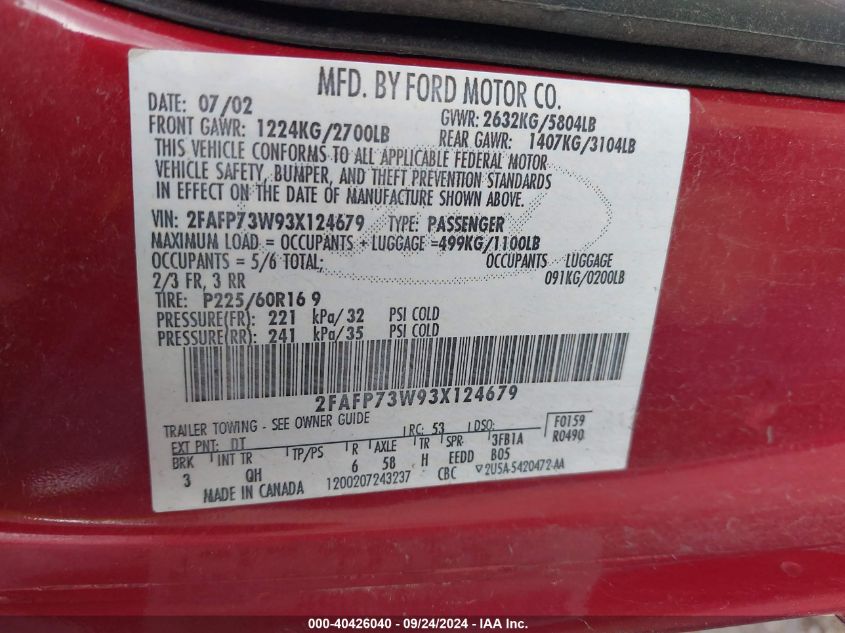 MFD. BY FORD MOTOR CO.
DATE: 07/02 GVWR: 2632KG/5804LB
FRONT GAWR: 1224KG/2700LB REAR GAWR: 1407KG/3104LB
THIS VEHICLE CONFORMS TO ALL APPLICABLE FEDERAL MOTOR
VEHICLE SAFETY, BUMPER, AND THEFT PREVENTION STANDARDS
IN EFFECT ON THE DATE OF MANUFACTURE SHOWN ABOVE.
VIN: 2FAFP73W93X124679 TYPE: PASSENGER
MAXIMUM LOAD = OCCUPANTS + LUGGAGE =499KG/1100LB
OCCUPANTS = 5/6 TOTAL; OCCUPANTS LUGGAGE
2/3 FR, 3 RR 091KG/0200LB
TIRE: P225/60R16 9
PRESSURE(FR): 221 kPa/32 PSI COLD
PRESSURE(RR): 241 kPa/35 PSI COLD
2FAFP73W93X124679
TRAILER TOWING - SEE OWNER GUIDE
EXT PNT: DT RC: 53 DSO: F0159
BRK INT TR TP/PS R AXLE TR SPR 3FB1A R0490
3 QH 6 58 H EEDD B05
MADE IN CANADA 1200207243237 CBC 2U5A-5420472-AA
000-40426040 - 09/24/2024 - WWW.IAAI.COM.